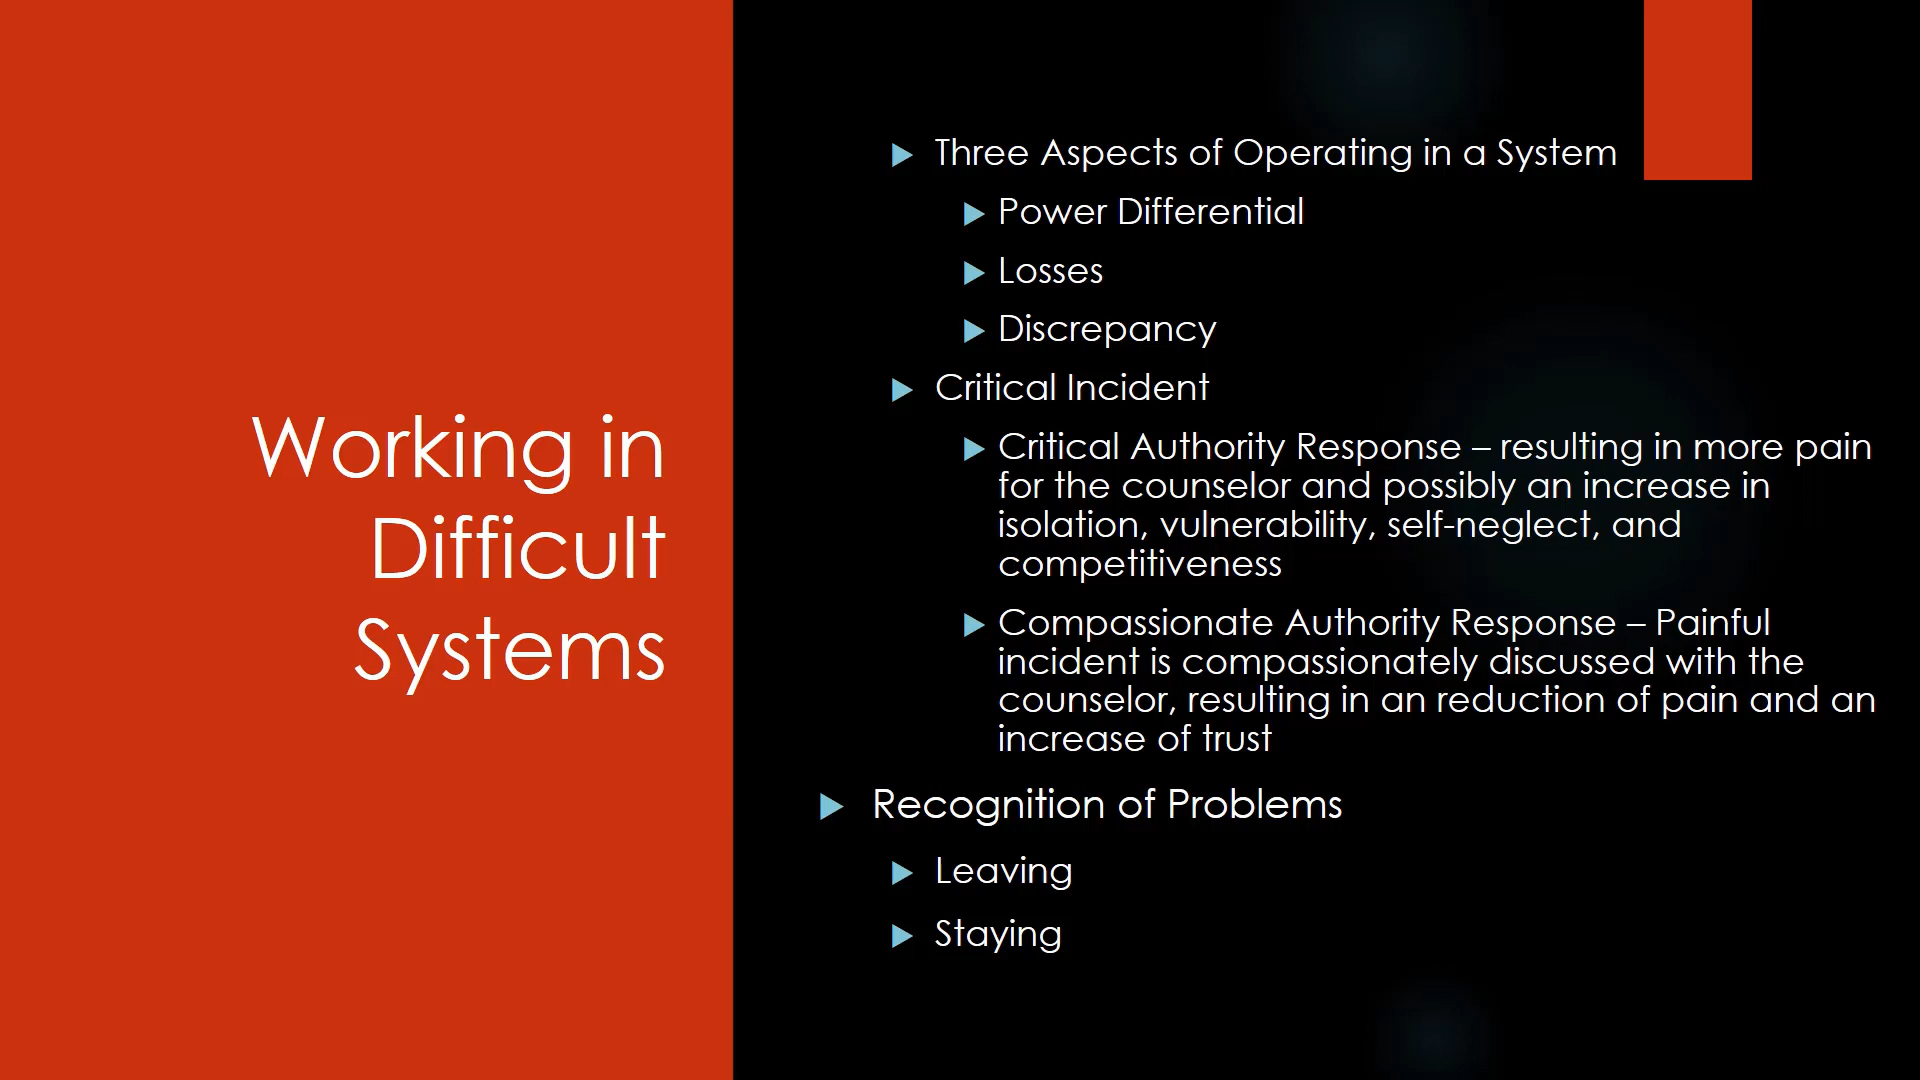 Working in
Difficult
Systems
Three Aspects of Operating in a System
Power Differential
Losses
Discrepancy
Critical Incident
Critical Authority Response – resulting in more pain
for the counselor and possibly an increase in
isolation, vulnerability, self-neglect, and
competitiveness
Compassionate Authority Response – Painful
incident is compassionately discussed with the
counselor, resulting in an reduction of pain and an
increase of trust
Recognition of Problems
Leaving
Staying